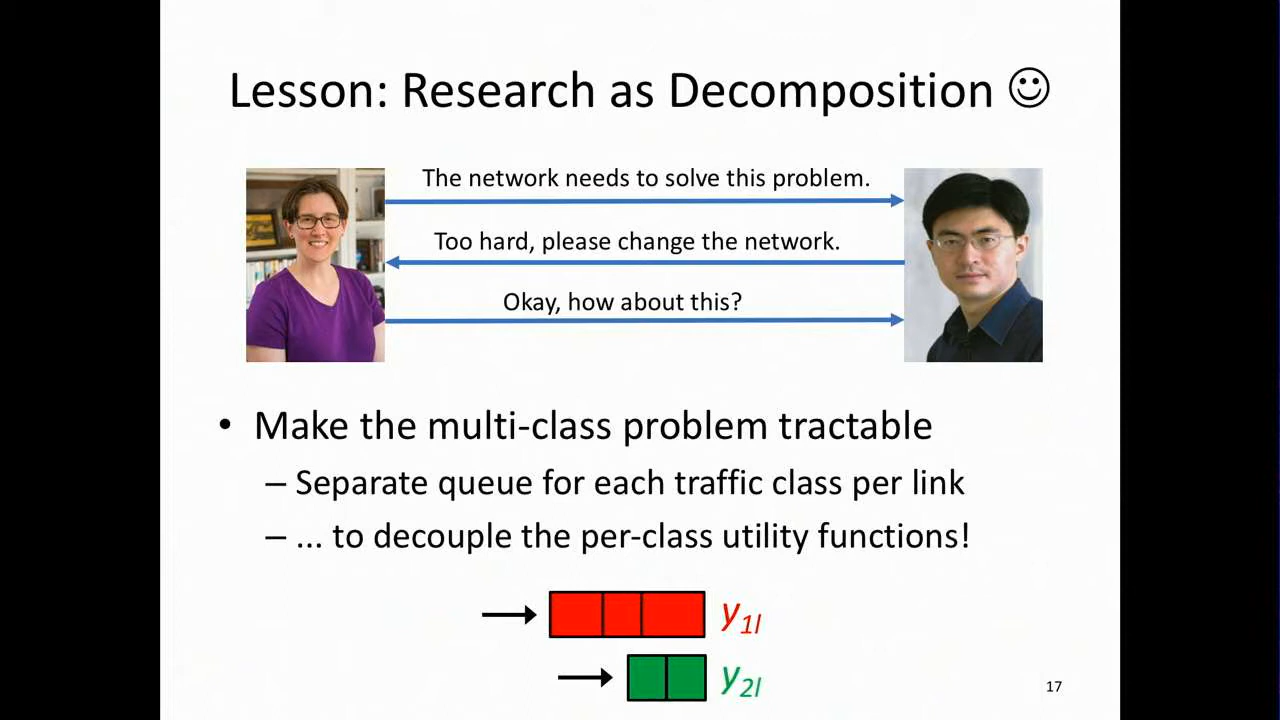 Lesson: Research as Decomposition ☺
The network needs to solve this problem.
Too hard, please change the network.
Okay, how about this?
• Make the multi-class problem tractable
– Separate queue for each traffic class per link
– ... to decouple the per-class utility functions!
y1l
y2l
17